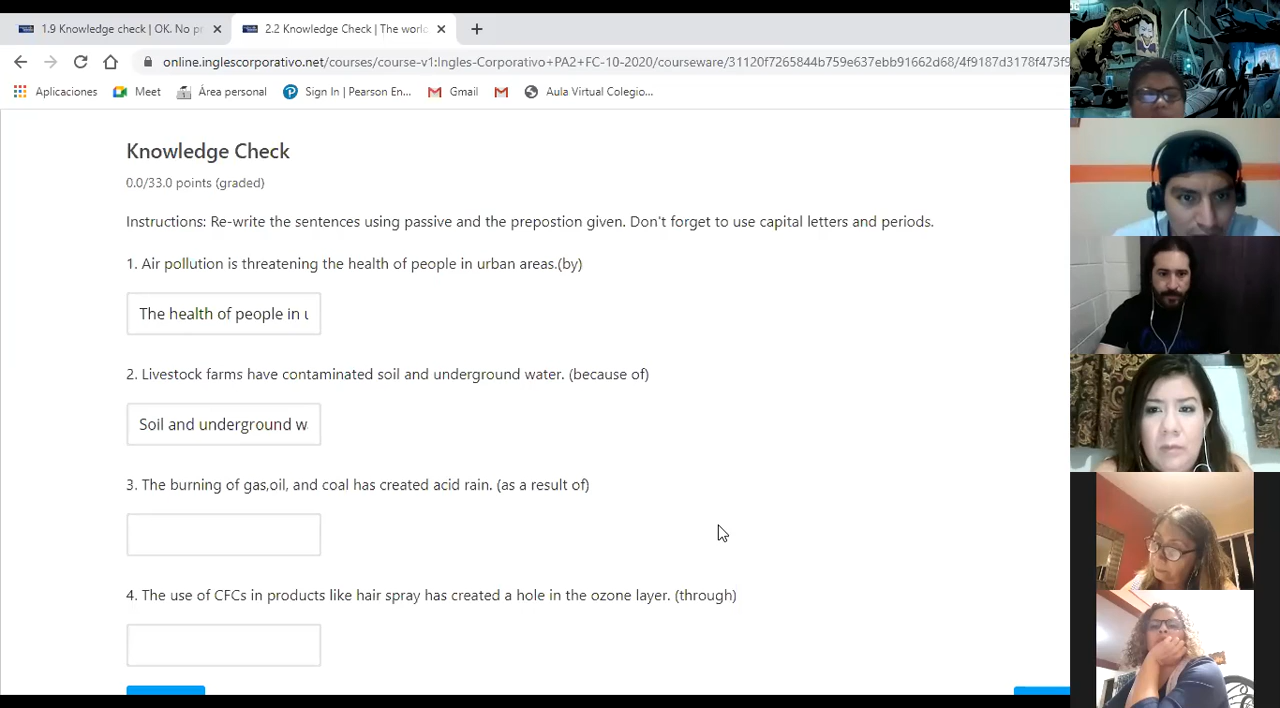 1.9 Knowledge check | OK. No pr
2.2 Knowledge Check | The world
online.inglescorporativo.net/courses/course-v1:Ingles-Corporativo+PA2+FC-10-2020/courseware/31120f7265844b759e637ebb91662d68/4f9187d3178f473f9
Aplicaciones
Meet
Área personal
Sign In | Pearson En...
Gmail
Aula Virtual Colegio...
Knowledge Check
0.0/33.0 points (graded)
Instructions: Re-write the sentences using passive and the prepostion given. Don't forget to use capital letters and periods.
1. Air pollution is threatening the health of people in urban areas.(by)
The health of people in u
2. Livestock farms have contaminated soil and underground water. (because of)
Soil and underground w
3. The burning of gas,oil, and coal has created acid rain. (as a result of)
4. The use of CFCs in products like hair spray has created a hole in the ozone layer. (through)